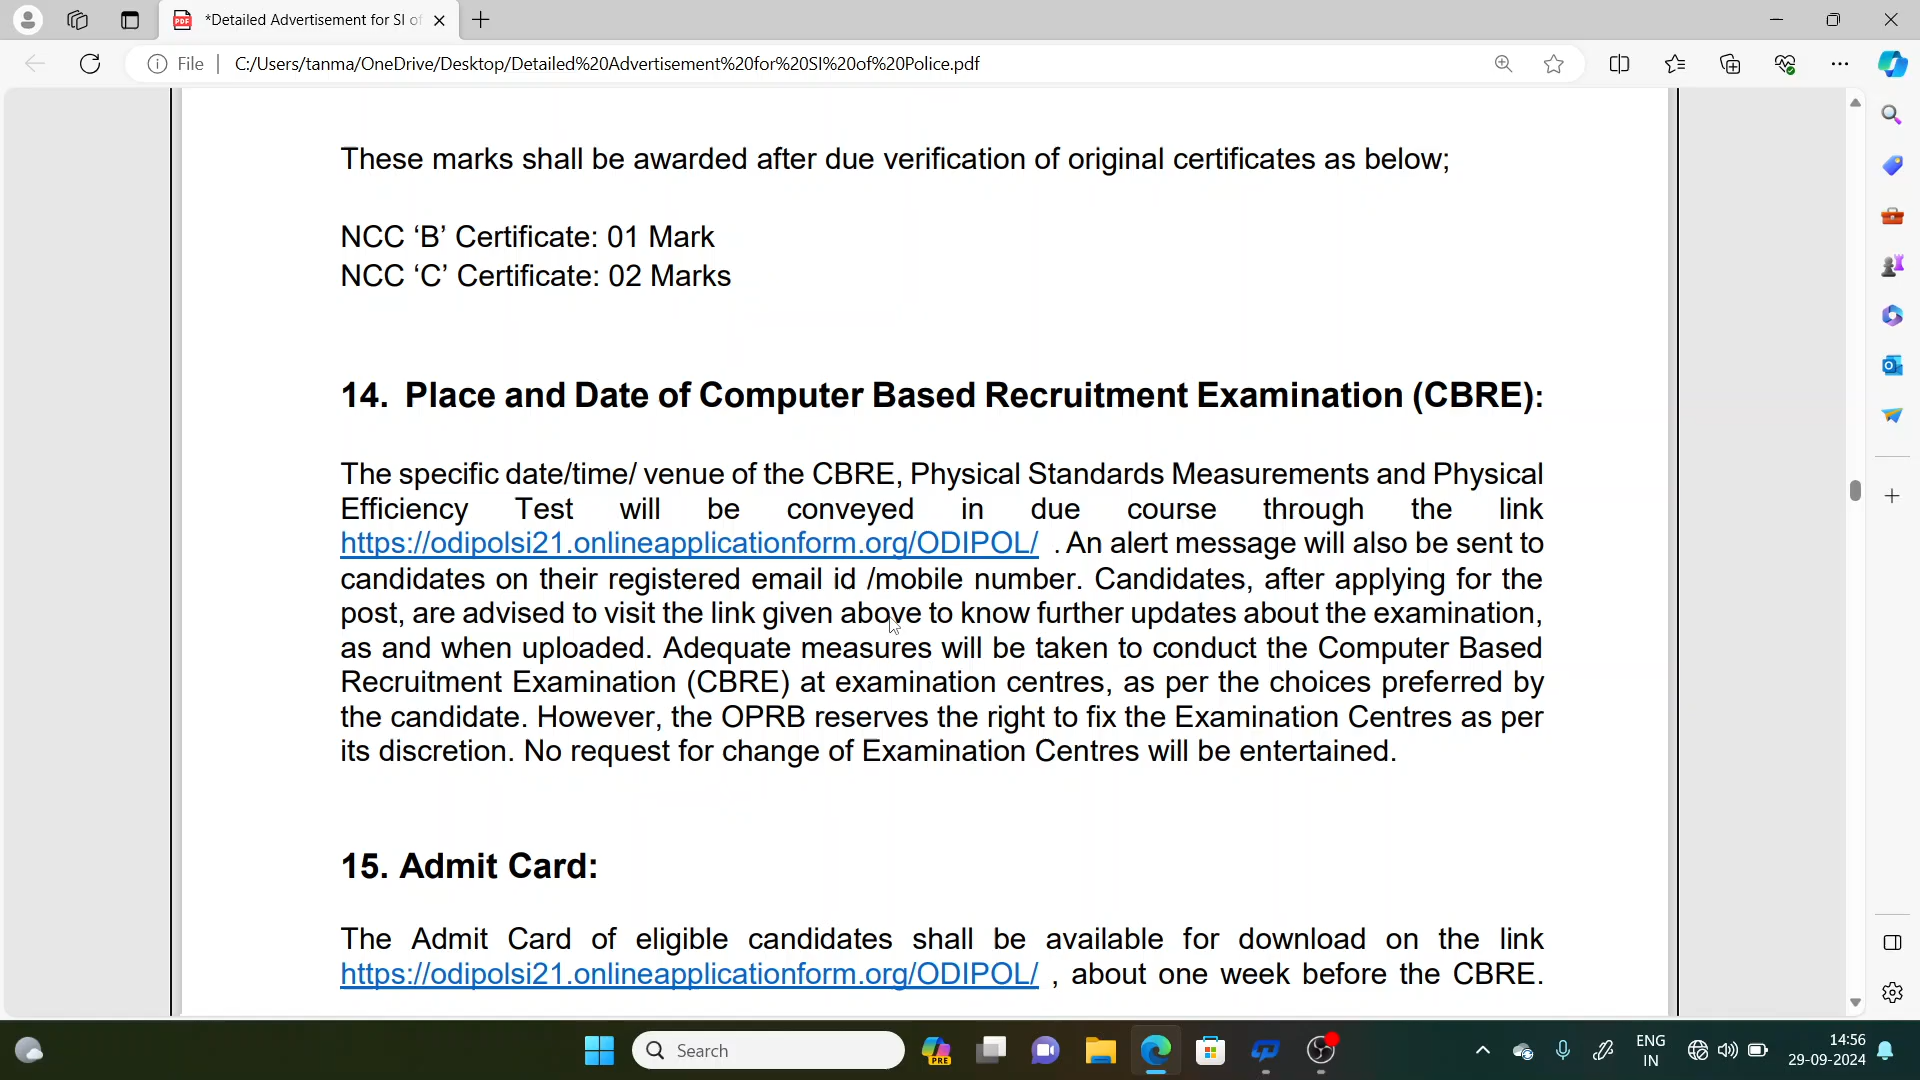 *Detailed Advertisement for SI of
File
C:/Users/tanma/OneDrive/Desktop/Detailed%20Advertisement%20for%20SI%20of%20Police.pdf
These marks shall be awarded after due verification of original certificates as below;
NCC ‘B’ Certificate: 01 Mark
NCC ‘C’ Certificate: 02 Marks
14. Place and Date of Computer Based Recruitment Examination (CBRE):
The specific date/time/ venue of the CBRE, Physical Standards Measurements and Physical
Efficiency Test will be conveyed in due course through the link
https://odipolsi21.onlineapplicationform.org/ODIPOL/ . An alert message will also be sent to
candidates on their registered email id /mobile number. Candidates, after applying for the
post, are advised to visit the link given above to know further updates about the examination,
as and when uploaded. Adequate measures will be taken to conduct the Computer Based
Recruitment Examination (CBRE) at examination centres, as per the choices preferred by
the candidate. However, the OPRB reserves the right to fix the Examination Centres as per
its discretion. No request for change of Examination Centres will be entertained.
15. Admit Card:
The Admit Card of eligible candidates shall be available for download on the link
https://odipolsi21.onlineapplicationform.org/ODIPOL/ , about one week before the CBRE.
Search
PRE
ENG
IN
14:56
29-09-2024